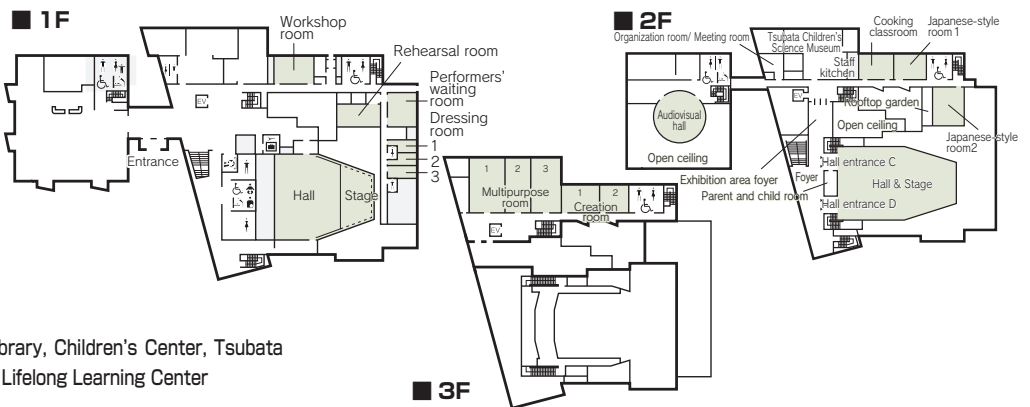 ■ 1F
Workshop
room
Rehearsal room
Performers'
waiting
room
Dressing
room
1
2
3
EV
Entrance
Hall
Stage
■ 2F
Organization room/ Meeting room
Tsubata Children's
Science Museum
Cooking
classroom
Japanese-style
room 1
Staff
kitchen
EV
Rooftop garden
Audiovisual
hall
Open ceiling
Open ceiling
Japanese-style
room2
Exhibition area foyer
Hall entrance C
Foyer
Hall & Stage
Parent and child room
Hall entrance D
1
2
3
Multipurpose
room
1
2
Creation
room
EV
■ 3F
brary, Children's Center, Tsubata
Lifelong Learning Center